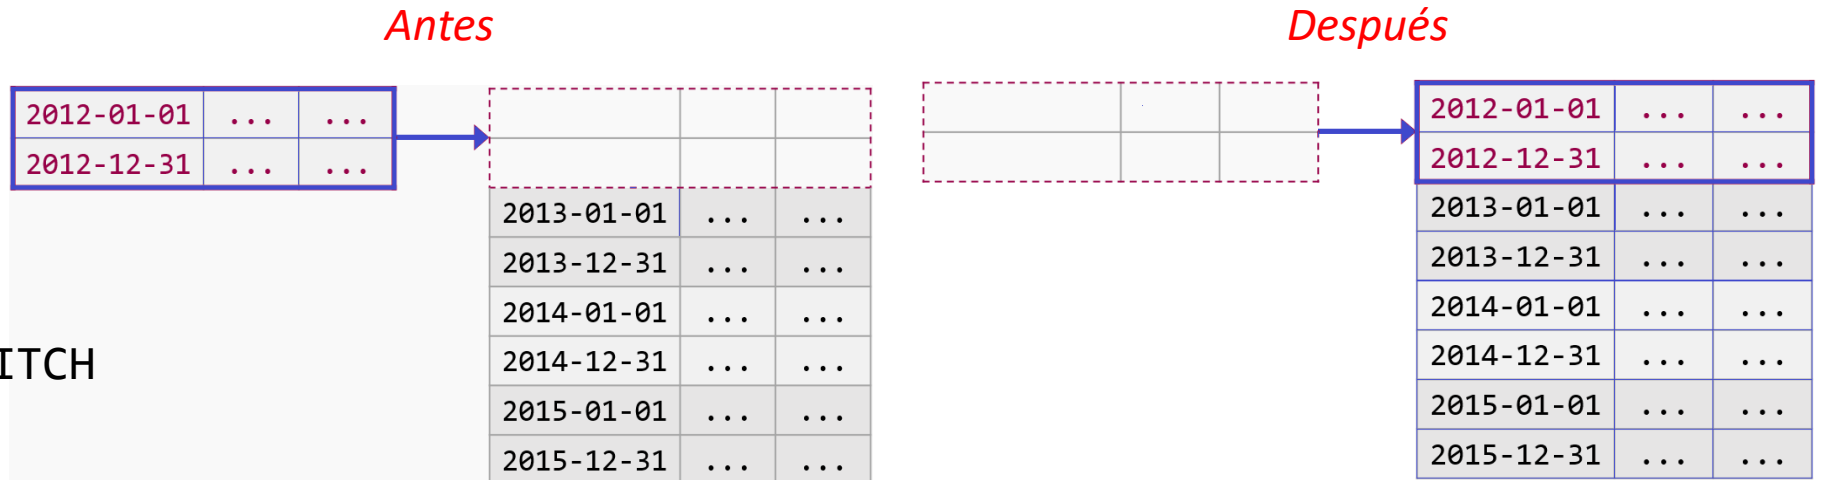 Antes
2012-01-01 ... ...
2012-12-31 ... ...
2013-01-01 ... ...
2013-12-31 ... ...
2014-01-01 ... ...
2014-12-31 ... ...
2015-01-01 ... ...
2015-12-31 ... ...
ITCH
Después
2012-01-01 ... ...
2012-12-31 ... ...
2013-01-01 ... ...
2013-12-31 ... ...
2014-01-01 ... ...
2014-12-31 ... ...
2015-01-01 ... ...
2015-12-31 ... ...